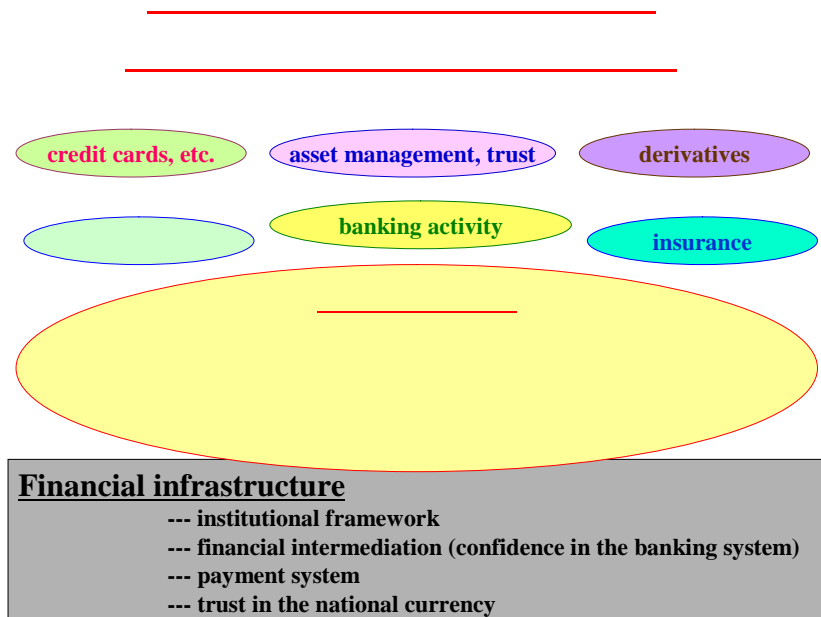 credit cards, etc.
asset management, trust
derivatives
banking activity
insurance
Financial infrastructure
--- institutional framework
--- financial intermediation (confidence in the banking system)
--- payment system
--- trust in the national currency